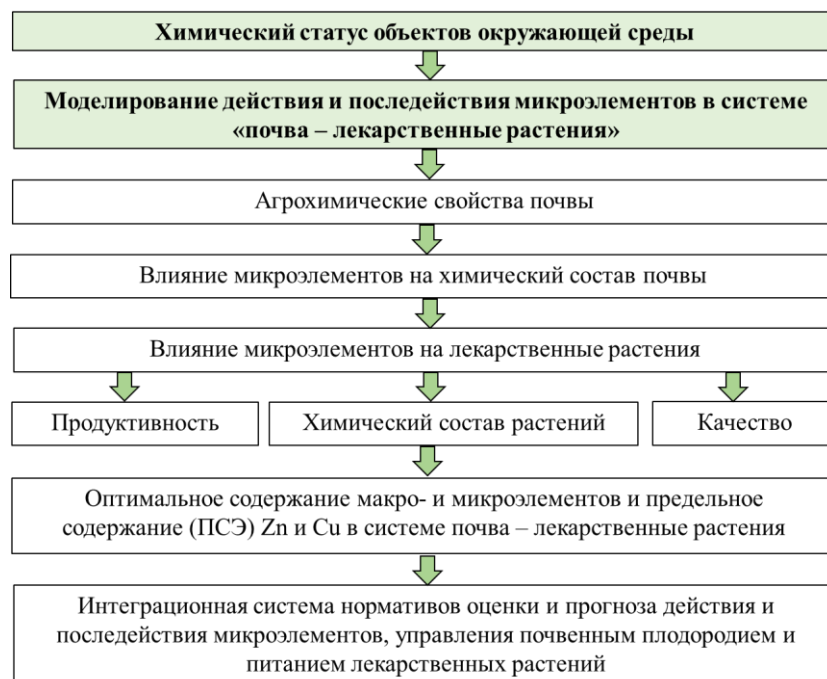 Химический статус объектов окружающей среды
Моделирование действия и последействия микроэлементов в системе
«почва – лекарственные растения»
Агрохимические свойства почвы
Влияние микроэлементов на химический состав почвы
Влияние микроэлементов на лекарственные растения
Продуктивность
Химический состав растений
Качество
Оптимальное содержание макро- и микроэлементов и предельное
содержание (ПСЭ) Zn и Cu в системе почва – лекарственные растения
Интеграционная система нормативов оценки и прогноза действия и
последействия микроэлементов, управления почвенным плодородием и
питанием лекарственных растений